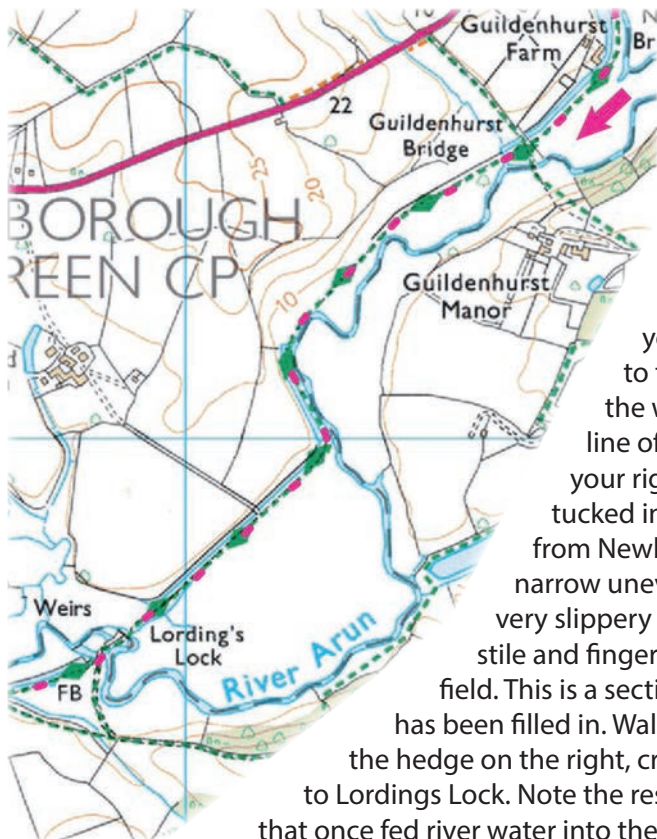 Guildenhurst
Farm
Br
22
Guildenhurst
Bridge
BOROUGH
REEN CP
25
20
10
Guildenhurst
Manor
Weirs
Lording's
Lock
FB
River Arun
to
the w
line of
your rig
tucked in
from Newb
narrow unev
very slippery
stile and finger
field. This is a secti
has been filled in. Wal
the hedge on the right, cr
to Lordings Lock. Note the res
that once fed river water into the